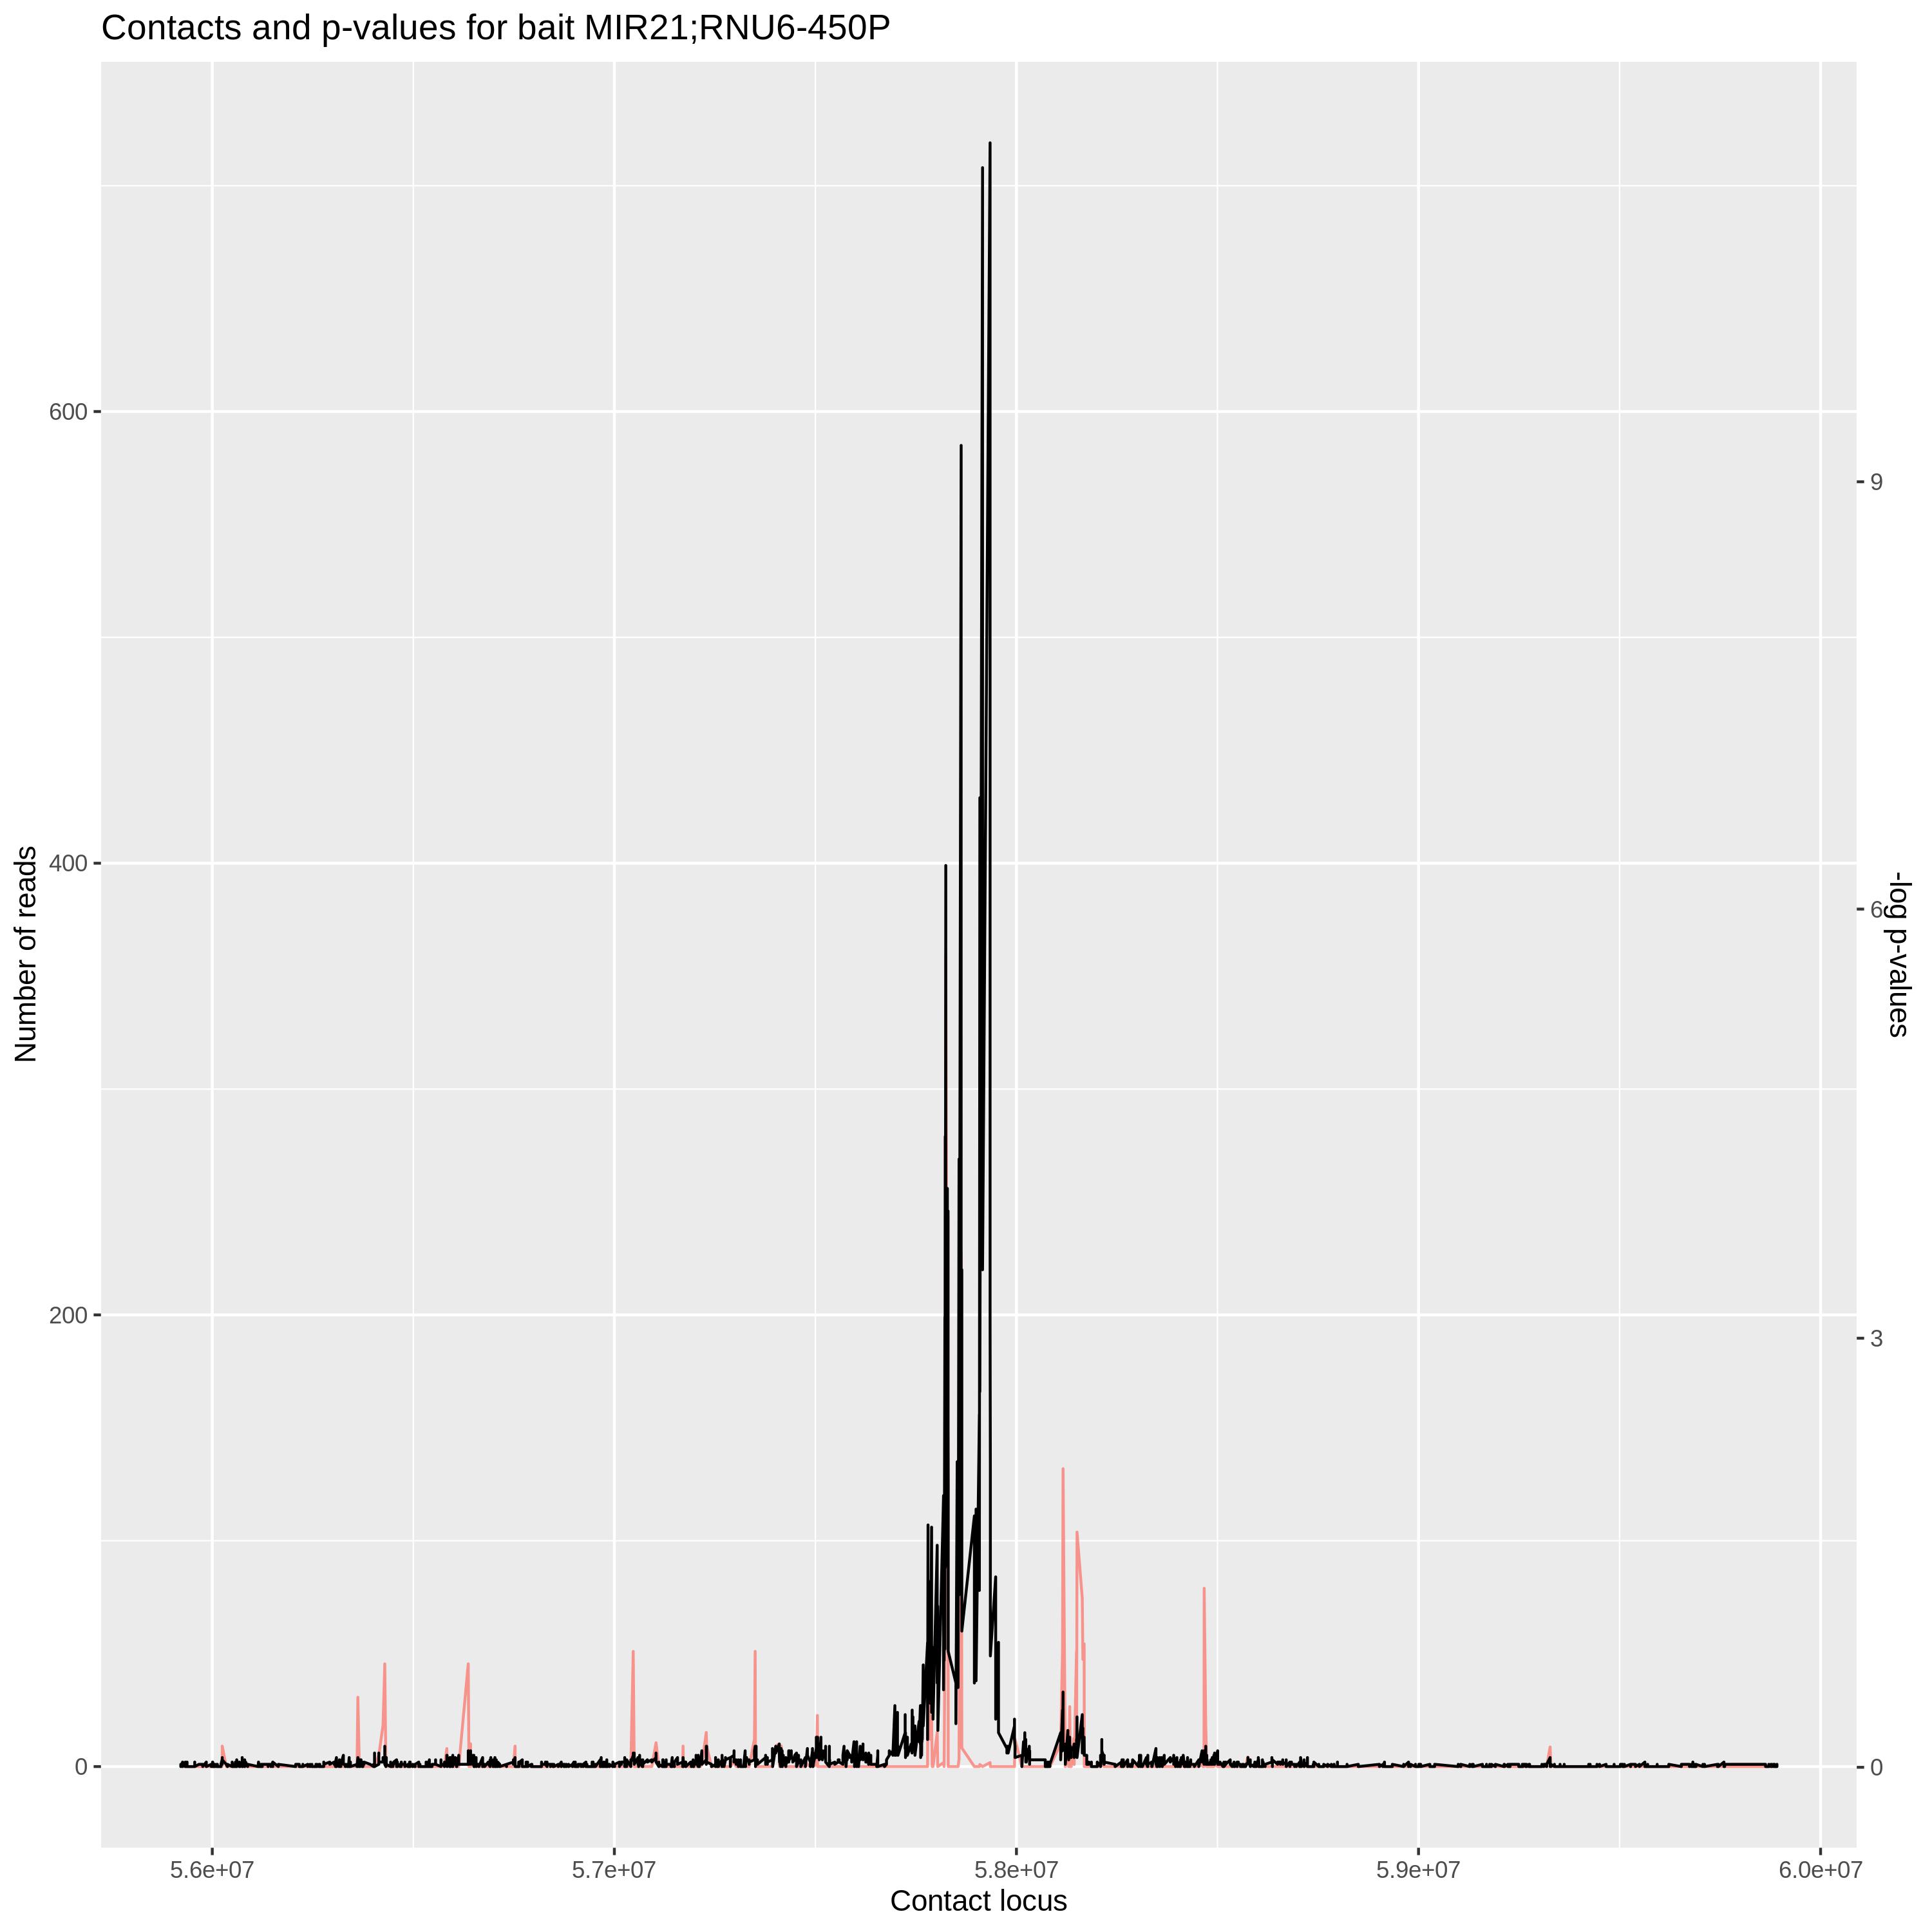 Contacts and p-values for bait MIR21;RNU6-450P
600
400
200
0
Number of reads
9
6
3
0
-log p-values
5.6e+07
5.7e+07
5.8e+07
5.9e+07
6.0e+07
Contact locus